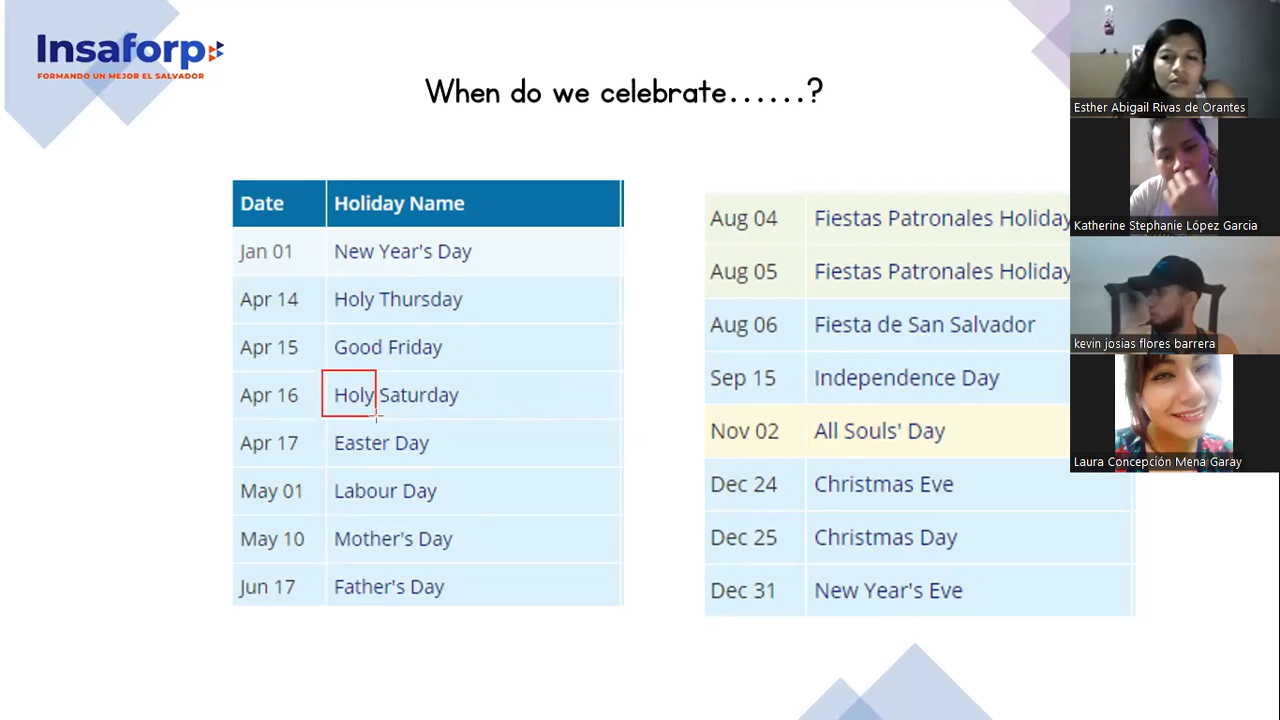 Insaforp
FORMANDO UN MEJOR EL SALVADOR
When do we celebrate......?
Date Holiday Name
Jan 01 New Year's Day
Apr 14 Holy Thursday
Apr 15 Good Friday
Apr 16 Holy Saturday
Apr 17 Easter Day
May 01 Labour Day
May 10 Mother's Day
Jun 17 Father's Day
Aug 04 Fiestas Patronales Holiday
Aug 05 Fiestas Patronales Holiday
Aug 06 Fiesta de San Salvador
Sep 15 Independence Day
Nov 02 All Souls' Day
Dec 24 Christmas Eve
Dec 25 Christmas Day
Dec 31 New Year's Eve
Esther Abigail Rivas de Orantes
Katherine Stephanie López Garcia
kevin josias flores barrera
Laura Concepción Mena Garay